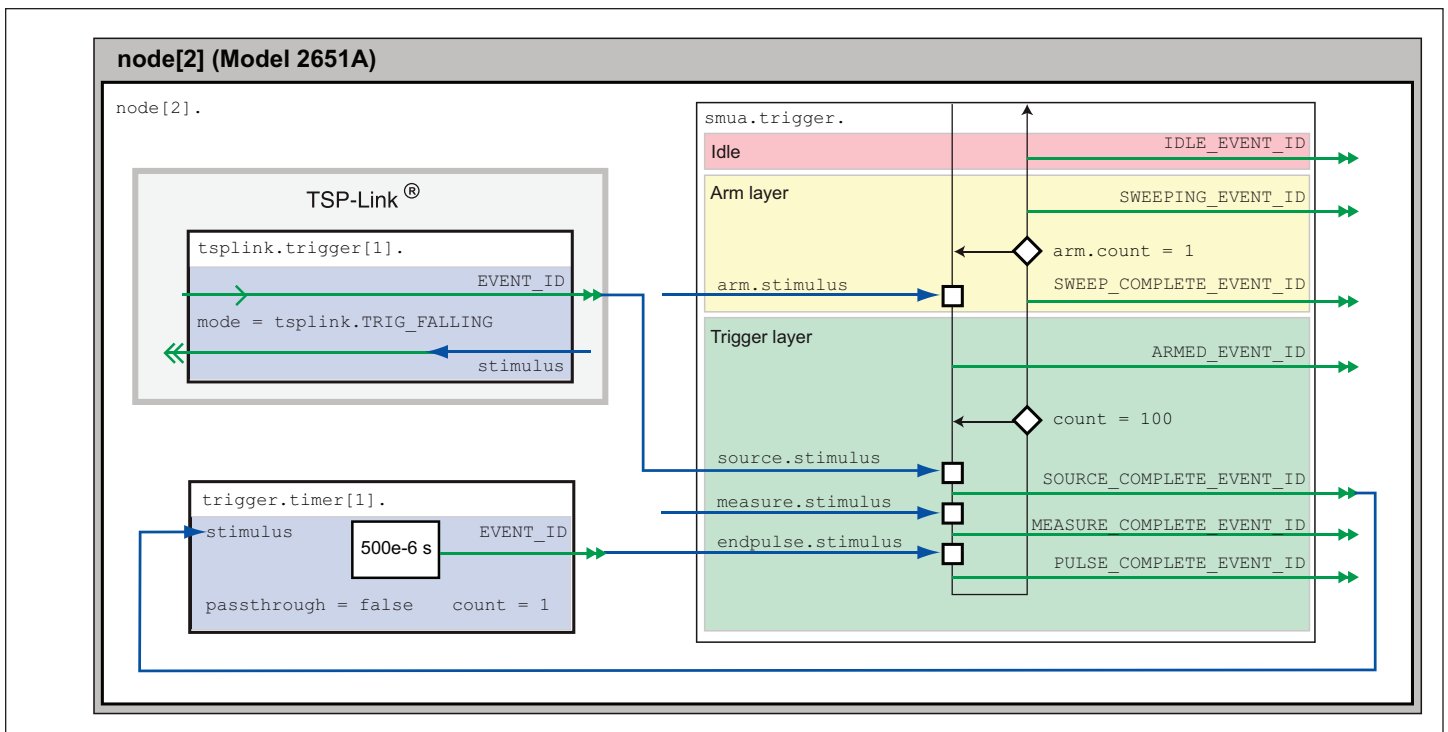 node[2] (Model 2651A)
node[2].
TSP-Link ®
tsplink.trigger[1].
EVENT_ID
mode = tsplink.TRIG_FALLING
stimulus
trigger.timer[1].
stimulus
500e-6 s
EVENT_ID
passthrough = false count = 1
smua.trigger.
Idle
IDLE_EVENT_ID
Arm layer
SWEEPING_EVENT_ID
arm.count = 1
arm.stimulus
SWEEP_COMPLETE_EVENT_ID
Trigger layer
ARMED_EVENT_ID
count = 100
source.stimulus
SOURCE_COMPLETE_EVENT_ID
measure.stimulus
MEASURE_COMPLETE_EVENT_ID
endpulse.stimulus
PULSE_COMPLETE_EVENT_ID